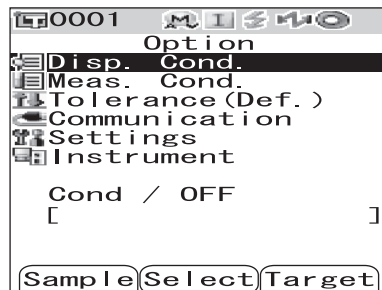 0001 M I
Option
Disp. Cond.
Meas. Cond.
Tolerance(Def.)
Communication
Settings
Instrument
Cond / OFF
[ ]
Sample Select Target